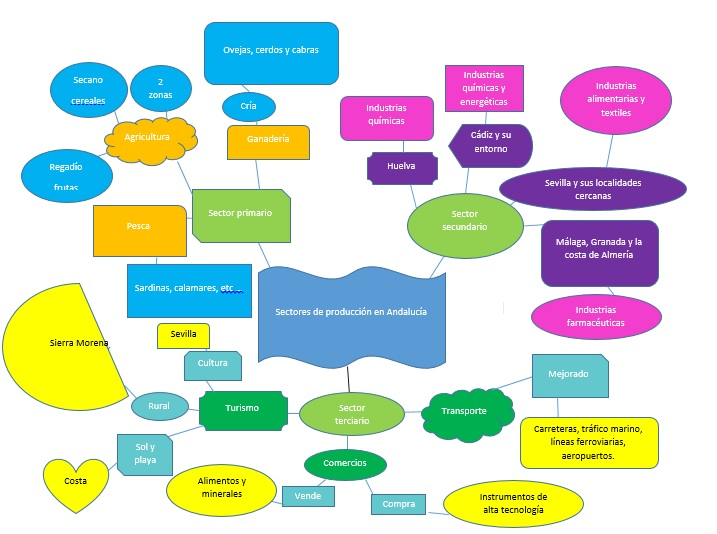 Ovejas, cerdos y cabras
Secano
cereales
2
zonas
Cría
Agricultura
Ganadería
Regadío
frutas
Sector primario
Pesca
Sardinas, calamares, etc...
Industrias
químicas
Industrias
químicas y
energéticas
Industrias
alimentarias y
textiles
Huelva
Cádiz y su
entorno
Sevilla y sus localidades
cercanas
Sector
secundario
Málaga, Granada y la
costa de Almería
Industrias
farmacéuticas
Sectores de producción en Andalucía
Sierra Morena
Sevilla
Cultura
Rural
Turismo
Sol y
playa
Costa
Sector
terciario
Transporte
Mejorado
Carreteras, tráfico marino,
líneas ferroviarias,
aeropuertos.
Comercios
Alimentos y
minerales
Vende
Compra
Instrumentos de
alta tecnología